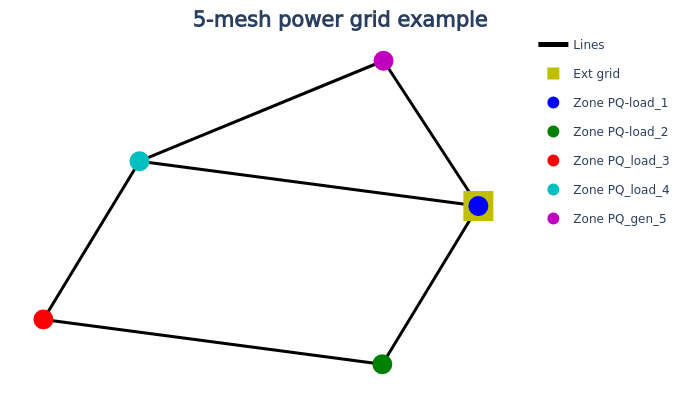 5-mesh power grid example
Lines
Ext grid
Zone PQ-load_1
Zone PQ-load_2
Zone PQ_load_3
Zone PQ_load_4
Zone PQ_gen_5